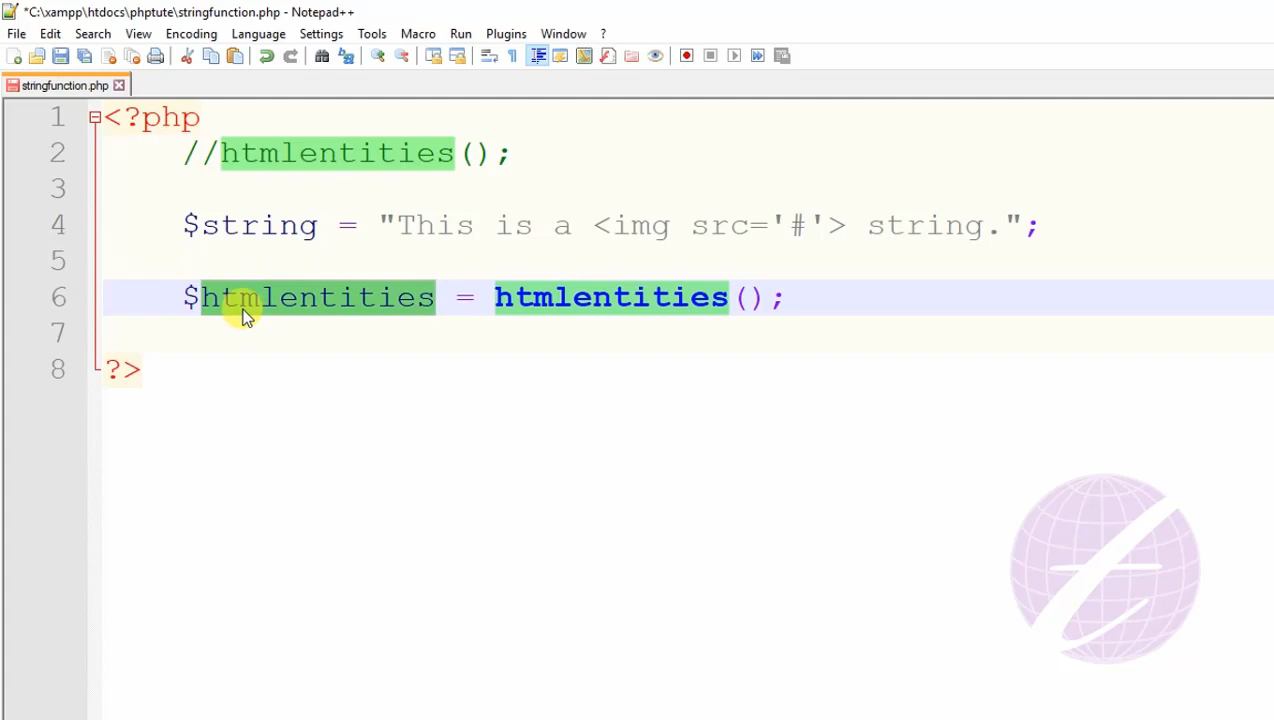 *C:\xampp\htdocs\phptute\stringfunction.php - Notepad++
File Edit Search View Encoding Language Settings Tools Macro Run Plugins Window ?
stringfunction.php
1 <?php
2 //htmlentities();
3
4 $string = "This is a <img src='#'> string.";
5
6 $htmlentities = htmlentities();
7
8 ?>